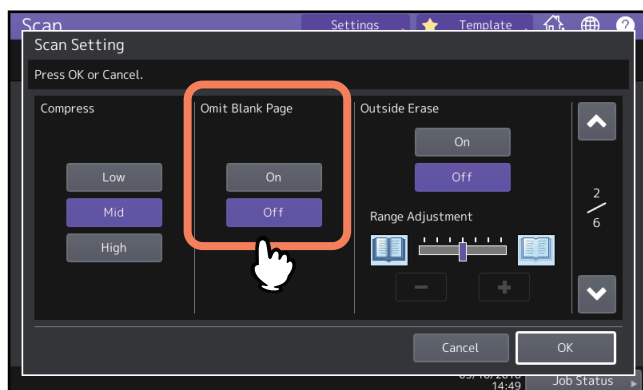 Scan
Settings
Template
?
Scan Setting
Press OK or Cancel.
Compress
Low
Mid
High
Omit Blank Page
On
Off
Outside Erase
On
Off
Range Adjustment
2
6
Cancel
OK
14:49
Job Status